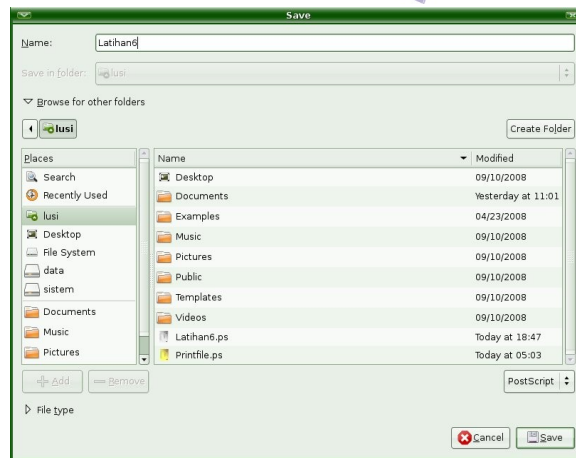 Save
Name: Latihan6
Save in folder: lusi
Browse for other folders
lusi
Create Folder
Places
Search
Recently Used
lusi
Desktop
File System
data
sistem
Documents
Music
Pictures
Name Modified
Desktop 09/10/2008
Documents Yesterday at 11:01
Examples 04/23/2008
Music 09/10/2008
Pictures 09/10/2008
Public 09/10/2008
Templates 09/10/2008
Videos 09/10/2008
Latihan6.ps Today at 18:47
Printfile.ps Today at 05:03
Add Remove
PostScript
File type
Cancel Save